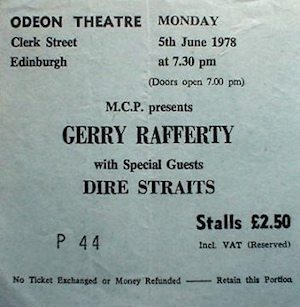 ODEON THEATRE MONDAY
Clerk Street 5th June 1978
Edinburgh at 7.30 pm
(Doors open 7.00 pm)
M.C.P. presents
GERRY RAFFERTY
with Special Guests
DIRE STRAITS
Stalls £2.50
P 44 Incl. VAT (Reserved)
No Ticket Exchanged or Money Refunded — Retain this Portion